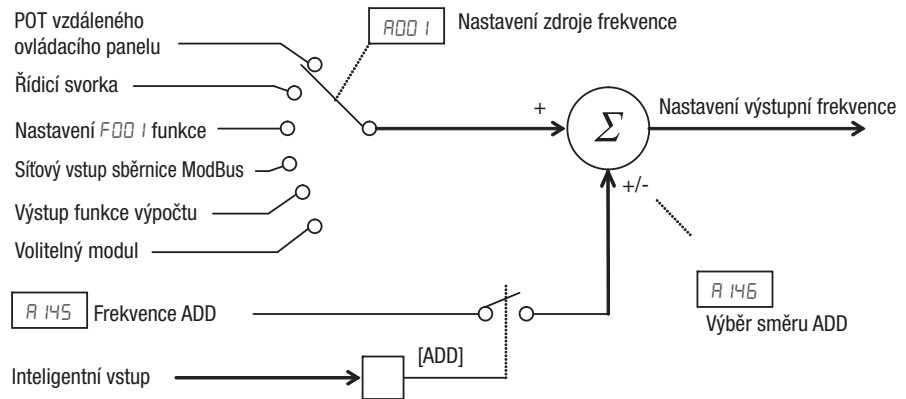 POT vzdáleného
ovládacího panelu
A001
Nastavení zdroje frekvence
Řídicí svorka
Nastavení F001 funkce
+
Σ
Nastavení výstupní frekvence
Síťový vstup sběrnice ModBus
+/-
Výstup funkce výpočtu
Volitelný modul
A145
Frekvence ADD
A146
Výběr směru ADD
[ADD]
Inteligentní vstup